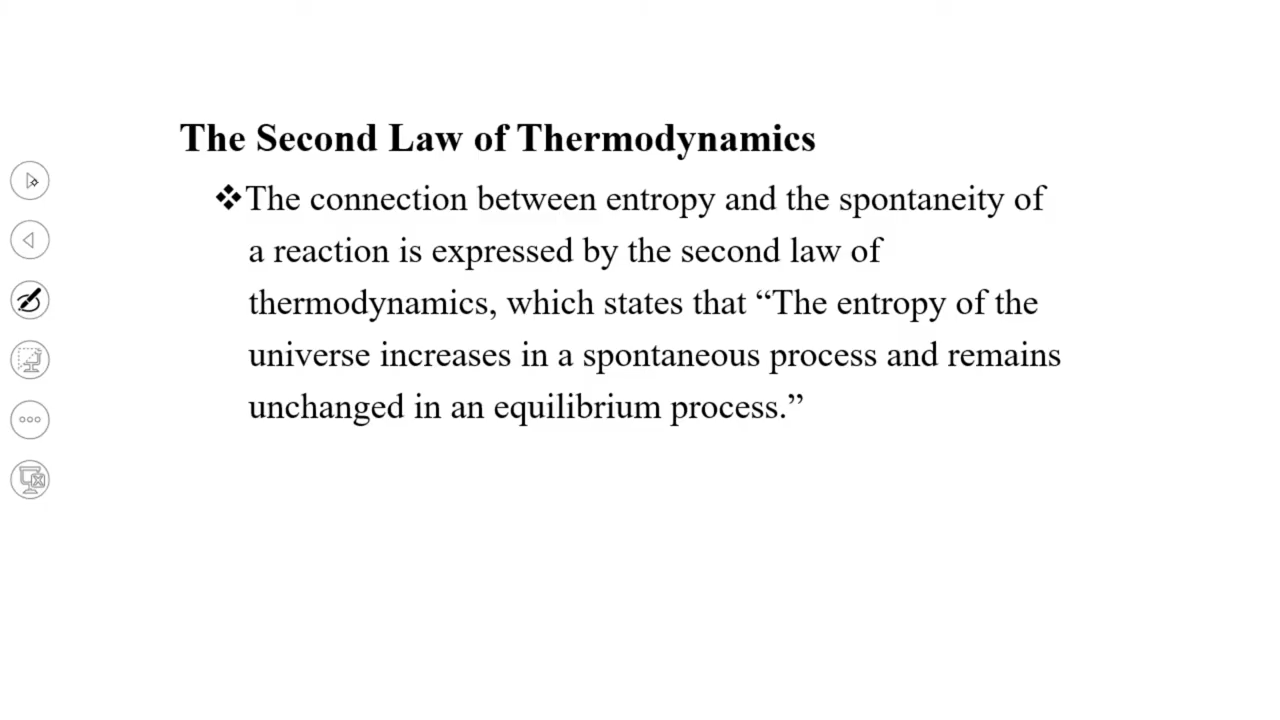 The Second Law of Thermodynamics
❖The connection between entropy and the spontaneity of
a reaction is expressed by the second law of
thermodynamics, which states that “The entropy of the
universe increases in a spontaneous process and remains
unchanged in an equilibrium process.”